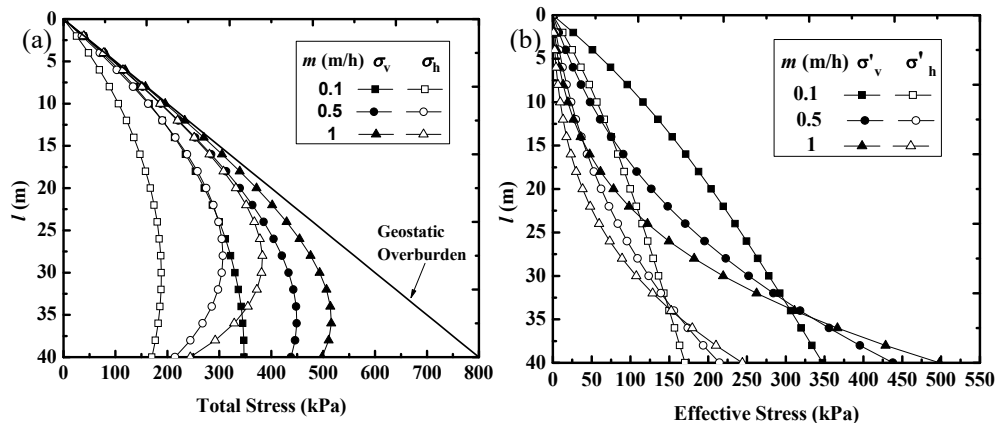 (a)
0
5
10
15
20
25
30
35
40
l (m)
m (m/h) σv σh
0.1
0.5
1
Geostatic
Overburden
0 100 200 300 400 500 600 700 800
Total Stress (kPa)
(b)
0
5
10
15
20
25
30
35
40
l (m)
m (m/h) σ'v σ'h
0.1
0.5
1
0 50 100 150 200 250 300 350 400 450 500 550
Effective Stress (kPa)